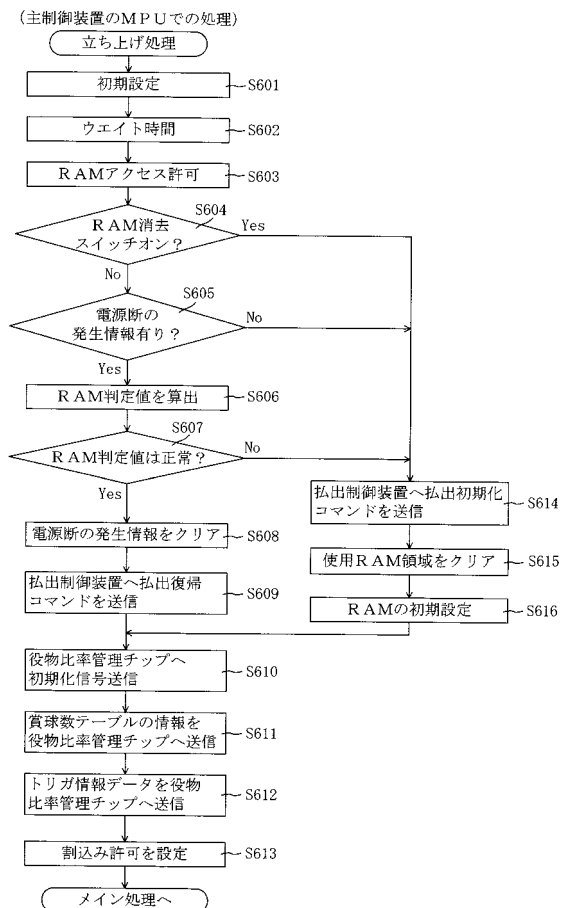 (主制御装置のMPUでの処理)
立ち上げ処理
初期設定
S601
ウエイト時間
S602
RAMアクセス許可
S603
S604
RAM消去
スイッチオン?
Yes
No
S605
電源断の
発生情報有り?
No
Yes
RAM判定値を算出
S606
S607
RAM判定値は正常?
No
Yes
電源断の発生情報をクリア
S608
払出制御装置へ払出復帰
コマンドを送信
S609
払出制御装置へ払出初期化
コマンドを送信
S614
使用RAM領域をクリア
S615
RAMの初期設定
S616
役物比率管理チップへ
初期化信号送信
S610
賞球数テーブルの情報を
役物比率管理チップへ送信
S611
トリガ情報データを役物
比率管理チップへ送信
S612
割込み許可を設定
S613
メイン処理へ